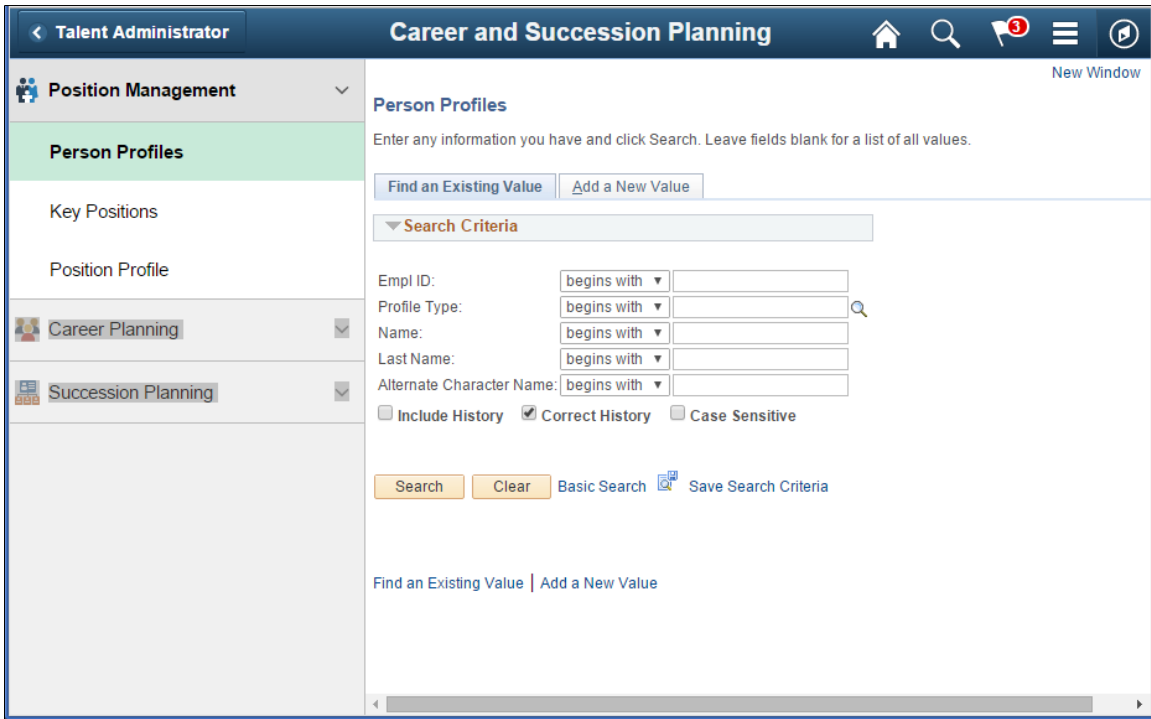 Talent Administrator
Career and Succession Planning
3
Position Management
Person Profiles
Key Positions
Position Profile
Career Planning
Succession Planning
New Window
Person Profiles
Enter any information you have and click Search. Leave fields blank for a list of all values.
Find an Existing Value
Add a New Value
Search Criteria
Empl ID: begins with
Profile Type: begins with
Name: begins with
Last Name: begins with
Alternate Character Name: begins with
Include History Correct History Case Sensitive
Search Clear Basic Search Save Search Criteria
Find an Existing Value | Add a New Value